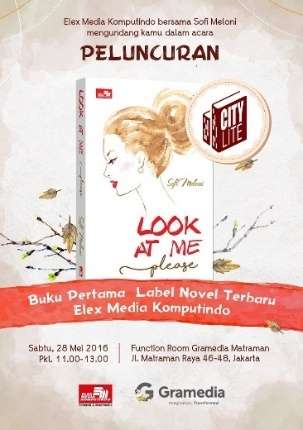 Elex Media Komputindo bersama Sofi Meloni
mengundang kamu dalam acara
PELUNCURAN
CITY
LITE
LOOK
AT ME
please
Sofi Meloni
LOOK
AT ME
please
Buku Pertama Label Novel Terbaru
Elex Media Komputindo
Sabtu, 28 Mei 2016
Pkl. 11.00-13.00
Function Room Gramedia Matraman
Jl. Matraman Raya 46-48, Jakarta
Gramedia